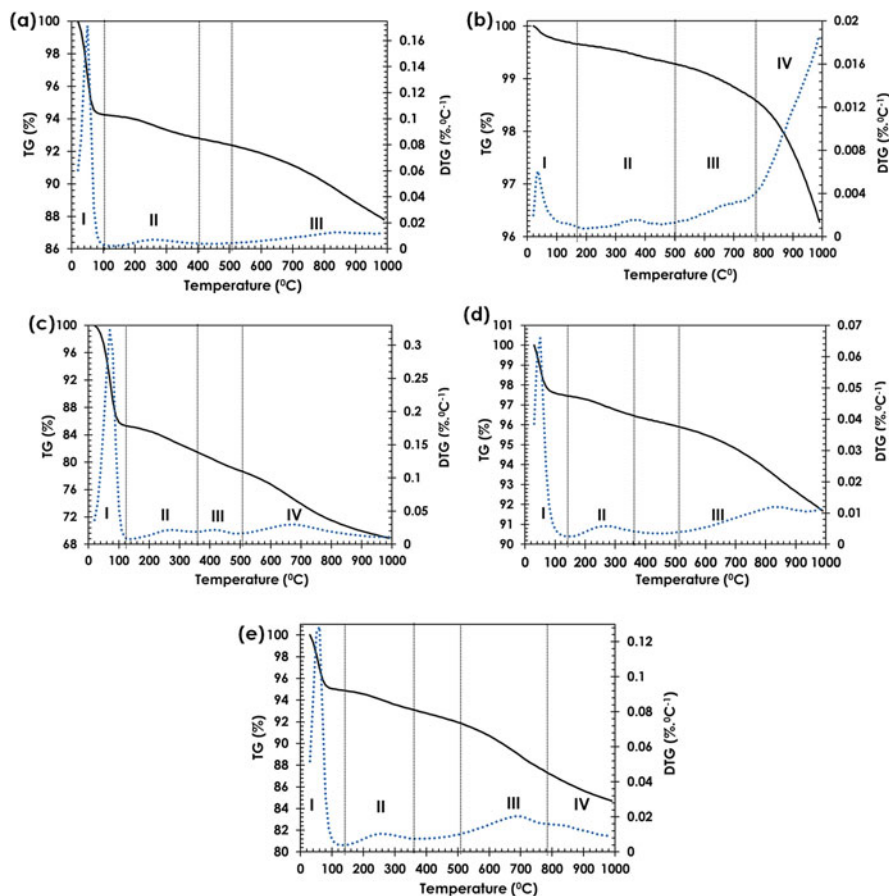 (a)
100
98
96
94
92
90
88
86
TG (%)
I
II
III
0.16
0.14
0.12
0.1
0.08
0.06
0.04
0.02
0
DTG (%.⁰C⁻¹)
0 100 200 300 400 500 600 700 800 900 1000
Temperature (⁰C)
(b)
100
99
98
97
96
TG (%)
I
II
III
IV
0.02
0.016
0.012
0.008
0.004
0
DTG (%.⁰C⁻¹)
0 100 200 300 400 500 600 700 800 900 1000
Temperature (C⁰)
(c)
100
96
92
88
84
80
76
72
68
TG (%)
I
II
III
IV
0.3
0.25
0.2
0.15
0.1
0.05
0
DTG (%.⁰C⁻¹)
0 100 200 300 400 500 600 700 800 900 1000
Temperature (⁰C)
(d)
101
100
99
98
97
96
95
94
93
92
91
90
TG (%)
I
II
III
0.07
0.06
0.05
0.04
0.03
0.02
0.01
0
DTG (%.⁰C⁻¹)
0 100 200 300 400 500 600 700 800 900 1000
Temperature (⁰C)
(e)
100
98
96
94
92
90
88
86
84
82
80
TG (%)
I
II
III
IV
0.12
0.1
0.08
0.06
0.04
0.02
0
DTG (%.⁰C⁻¹)
0 100 200 300 400 500 600 700 800 900 1000
Temperature (⁰C)